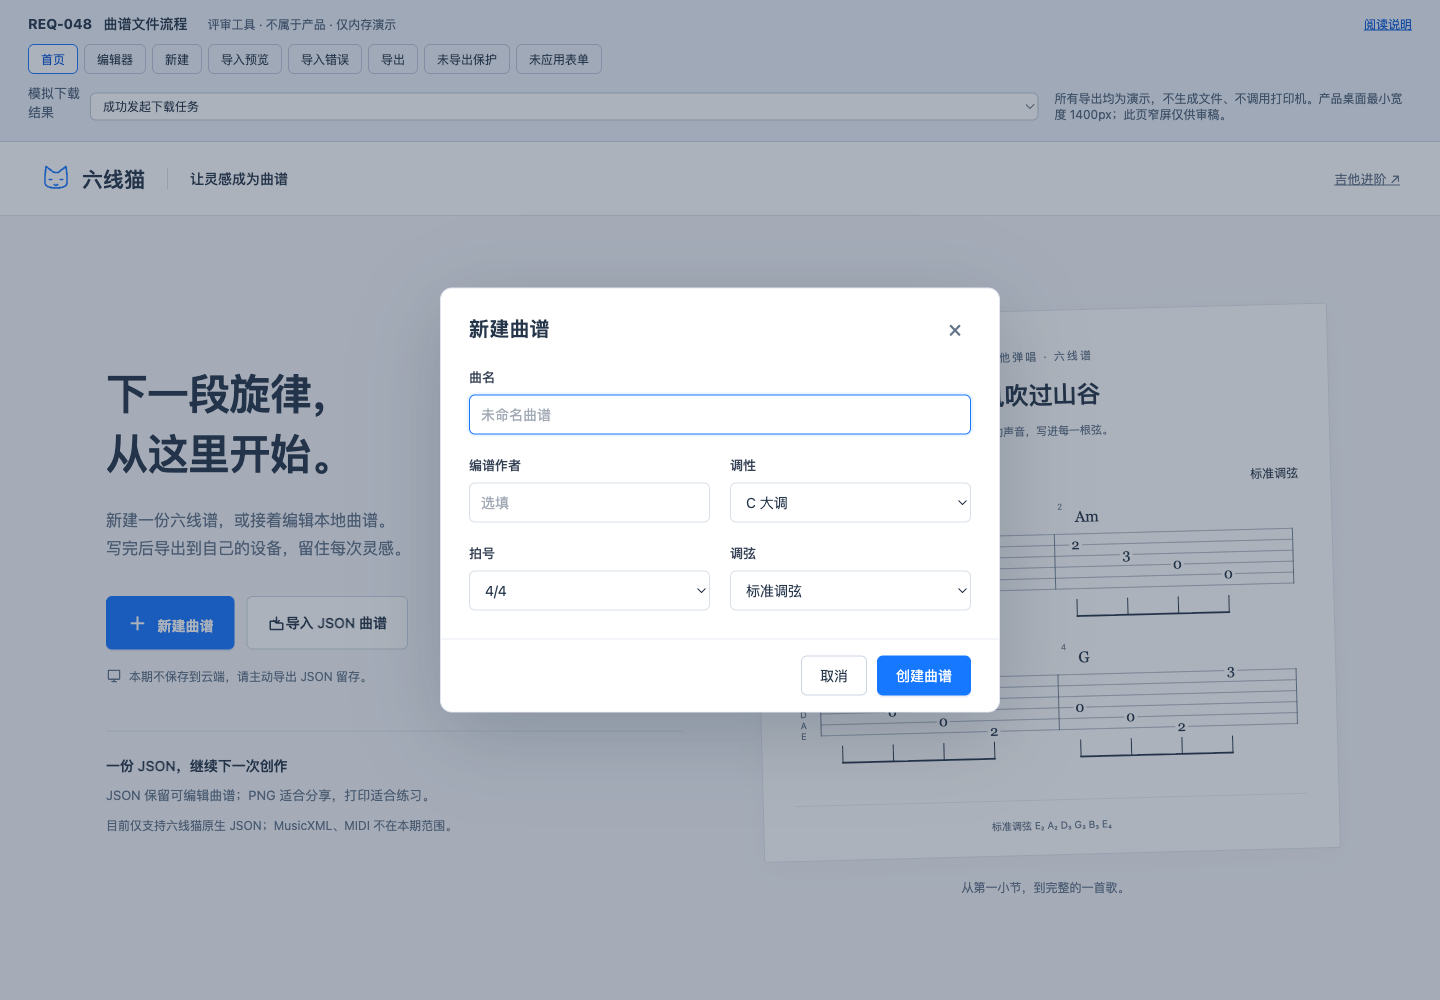 REQ-048 曲谱文件流程 评审工具 · 不属于产品 · 仅内存演示 阅读说明
首页 编辑器 新建 导入预览 导入错误 导出 未导出保护 未应用表单
模拟下载结果 成功发起下载任务 所有导出均为演示，不生成文件、不调用打印机。产品桌面最小宽度 1400px；此页窄屏仅供审稿。
六线猫 让灵感成为曲谱 吉他进阶 ↗
新建曲谱 ×
曲名
未命名曲谱
编谱作者 调性
选填 C 大调
拍号 调弦
4/4 标准调弦
取消 创建曲谱
下一段旋律，
从这里开始。
新建一份六线谱，或接着编辑本地曲谱。
写完后导出到自己的设备，留住每次灵感。
+ 新建曲谱 导入 JSON 曲谱
本期不保存到云端，请主动导出 JSON 留存。
一份 JSON，继续下一次创作
JSON 保留可编辑曲谱；PNG 适合分享，打印适合练习。
目前仅支持六线猫原生 JSON；MusicXML、MIDI 不在本期范围。
他弹唱 · 六线谱
吹过山谷
声音，写进每一根弦。
标准调弦
2 Am
2 3 0 0
4 G
3
0 0 2
0 0 2
D
A
E
标准调弦 E₂ A₂ D₃ G₃ B₃ E₄
从第一小节，到完整的一首歌。